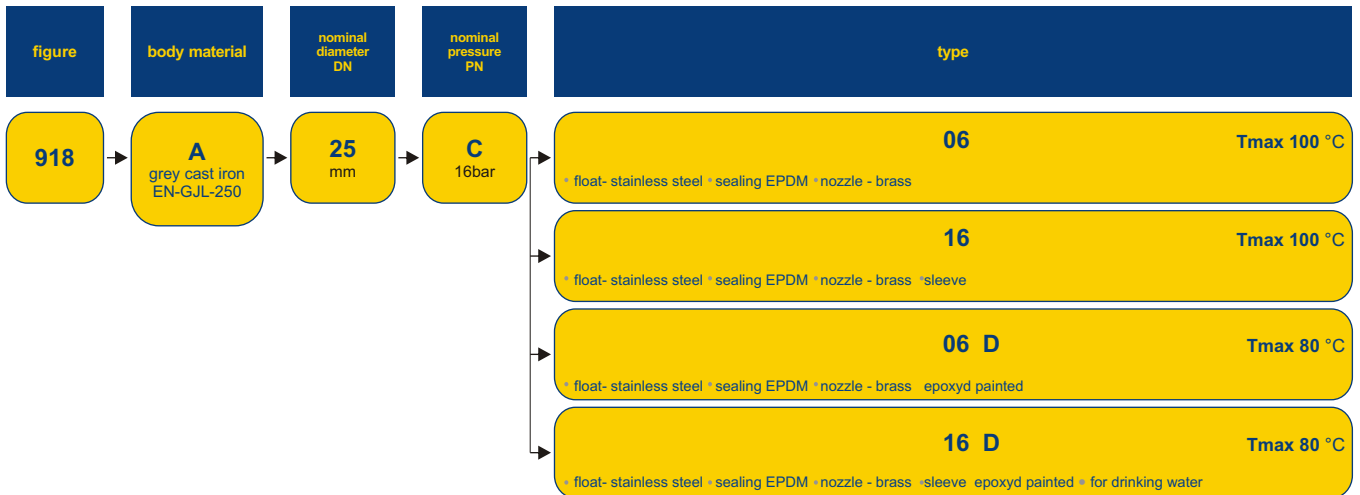 figure
body material
nominal
diameter
DN
nominal
pressure
PN
type
918
A
grey cast iron
EN-GJL-250
25
mm
C
16bar
06 Tmax 100 °C
• float- stainless steel • sealing EPDM • nozzle - brass
16 Tmax 100 °C
• float- stainless steel • sealing EPDM • nozzle - brass • sleeve
06 D Tmax 80 °C
• float- stainless steel • sealing EPDM • nozzle - brass epoxyd painted
16 D Tmax 80 °C
• float- stainless steel • sealing EPDM • nozzle - brass • sleeve epoxyd painted • for drinking water